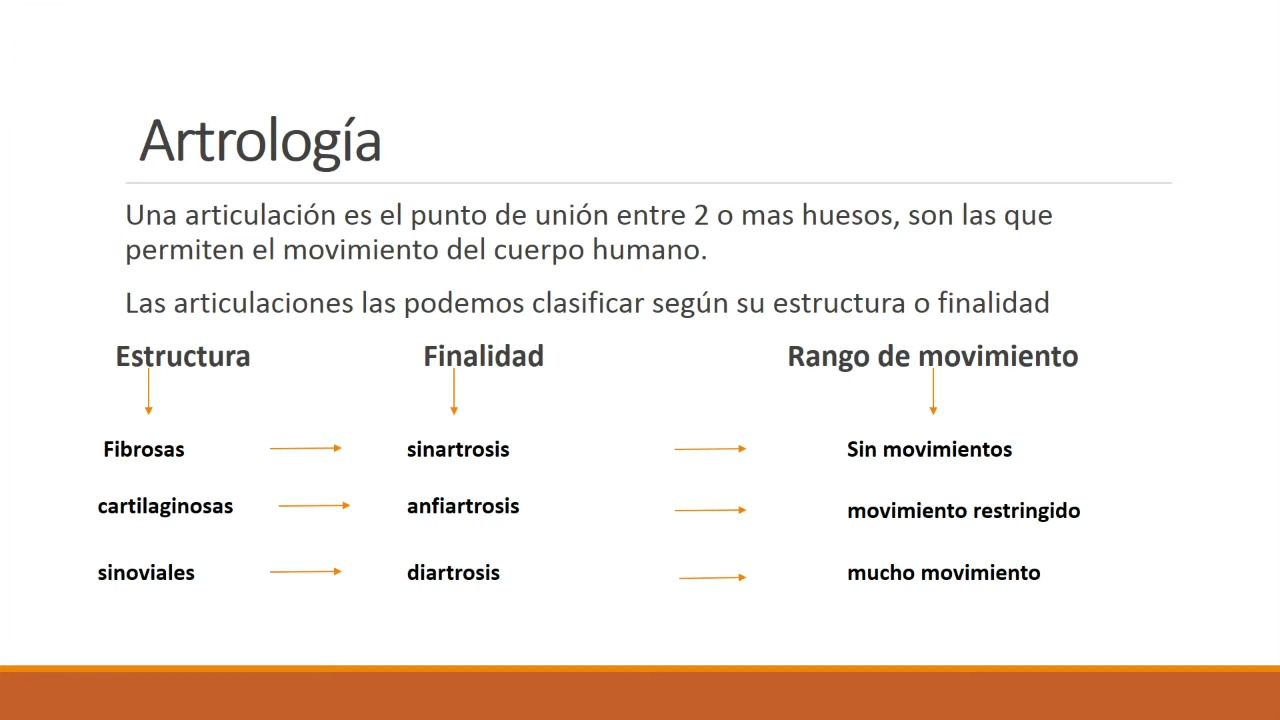 Artrología
Una articulación es el punto de unión entre 2 o mas huesos, son las que
permiten el movimiento del cuerpo humano.
Las articulaciones las podemos clasificar según su estructura o finalidad
Estructura Finalidad Rango de movimiento
Fibrosas sinartrosis Sin movimientos
cartilaginosas anfiartrosis movimiento restringido
sinoviales diartrosis mucho movimiento